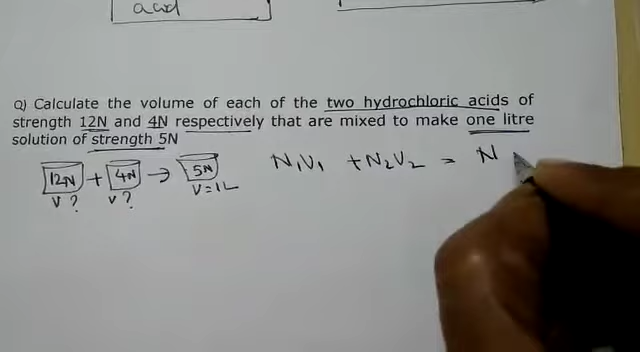 acid
Q) Calculate the volume of each of the two hydrochloric acids of
strength 12N and 4N respectively that are mixed to make one litre
solution of strength 5N
12N + 4N → 5N
V ? V ? V = 1L
N₁V₁ + N₂V₂ = N